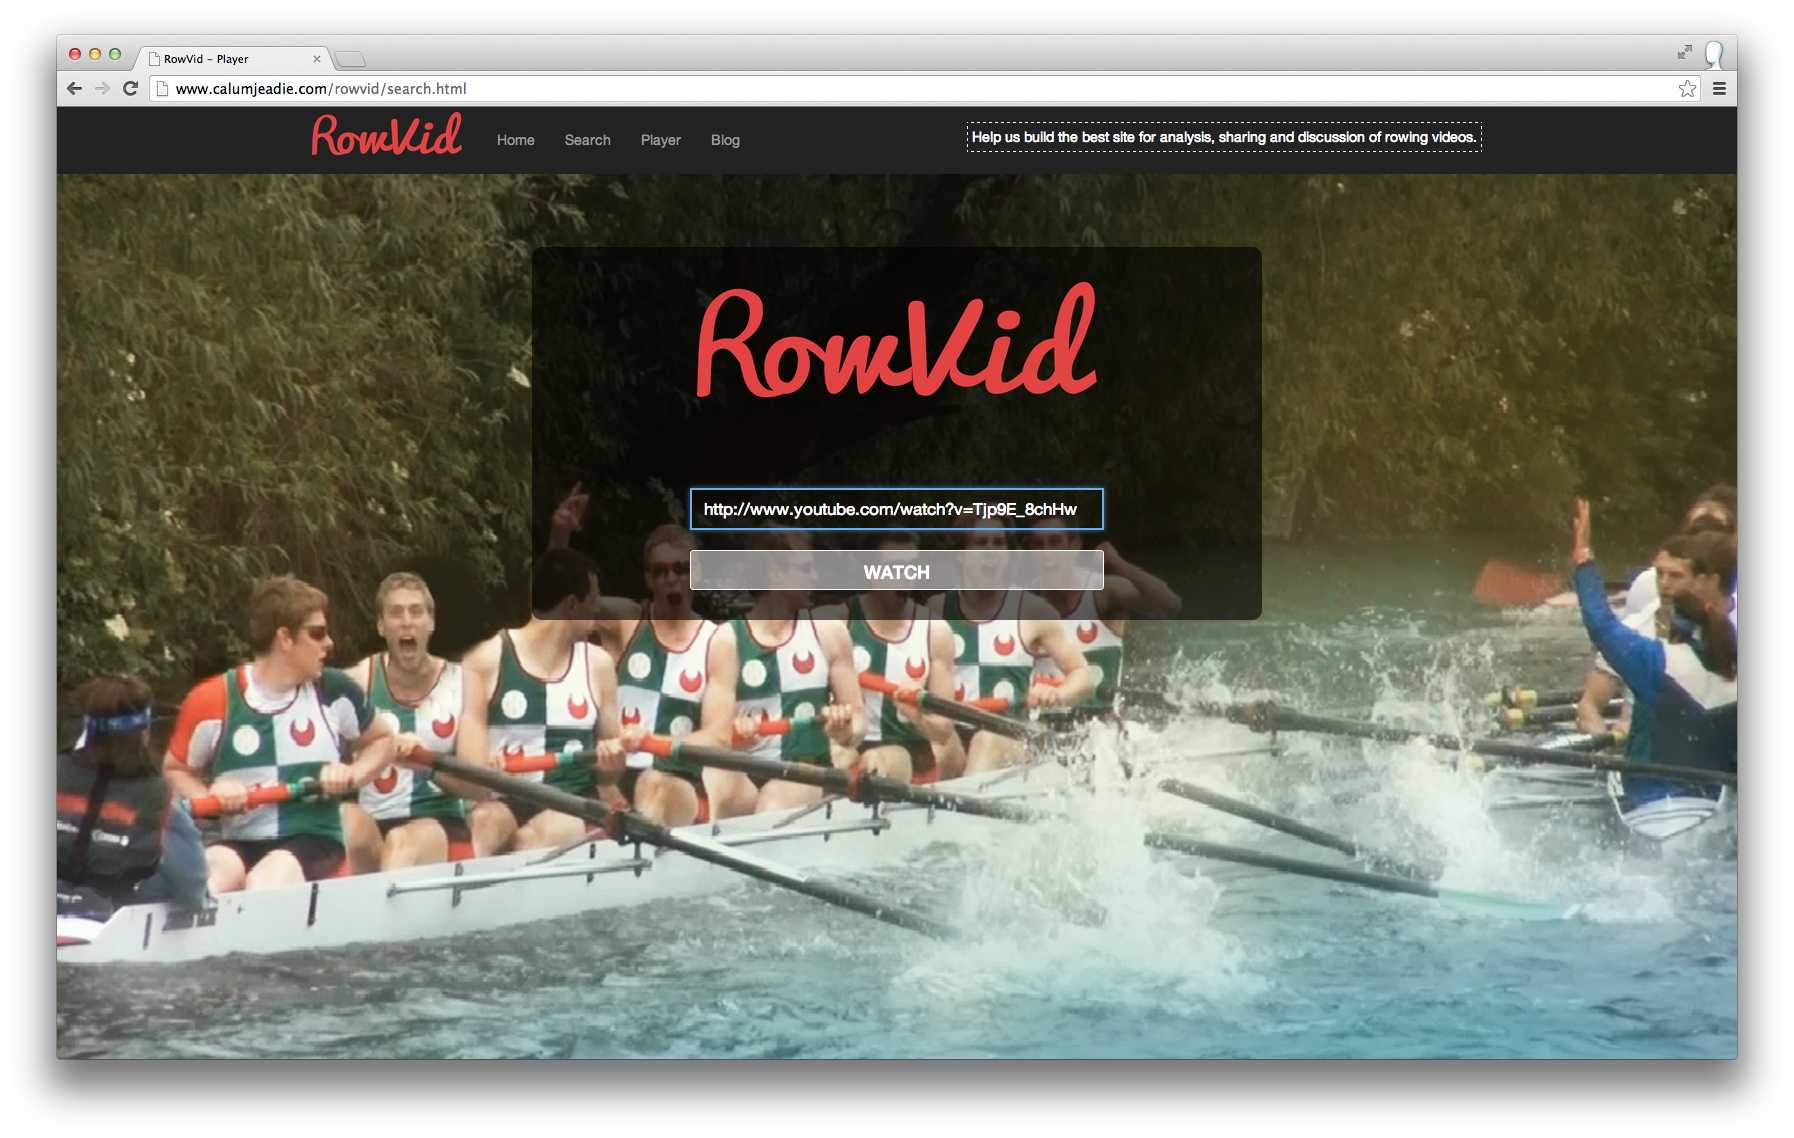 RowVid – Player
www.calumjeadie.com/rowvid/search.html
RowVid
Home
Search
Player
Blog
Help us build the best site for analysis, sharing and discussion of rowing videos.
RowVid
http://www.youtube.com/watch?v=Tjp9E_8chHw
WATCH